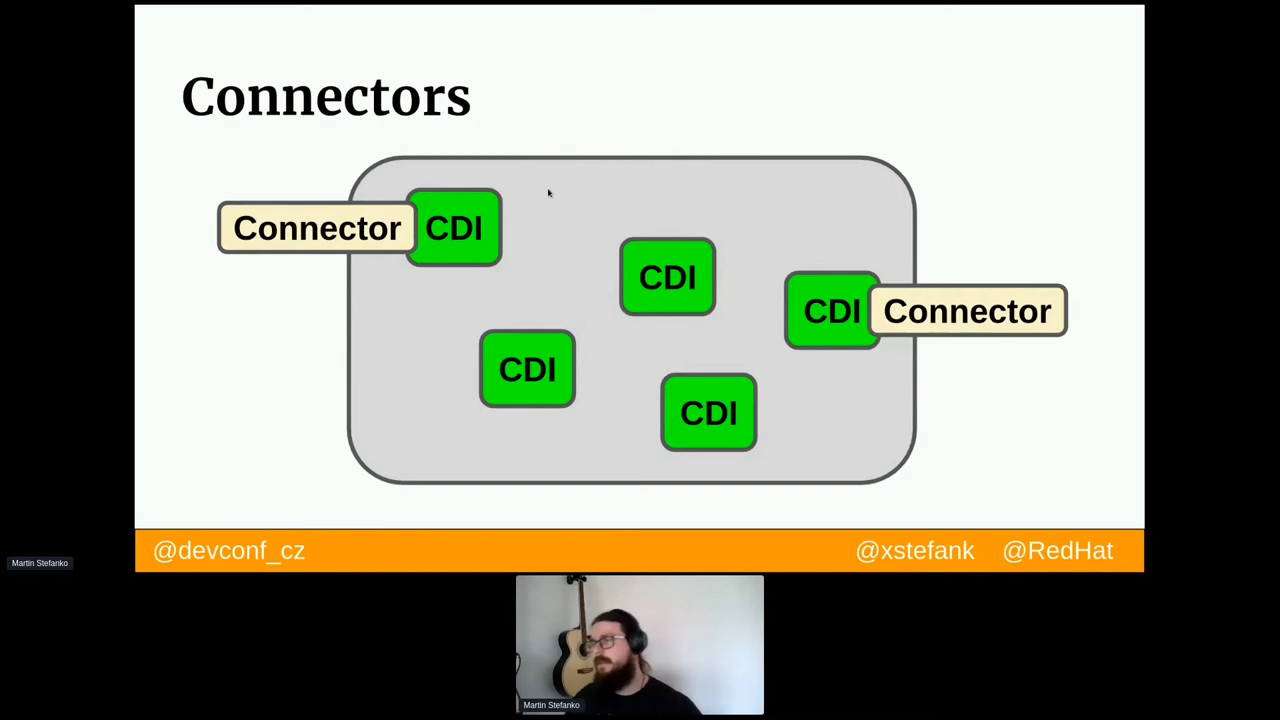 Connectors
Connector
CDI
CDI
CDI
Connector
CDI
CDI
@devconf_cz
@xstefank
@RedHat
Martin Stefanko
Martin Stefanko